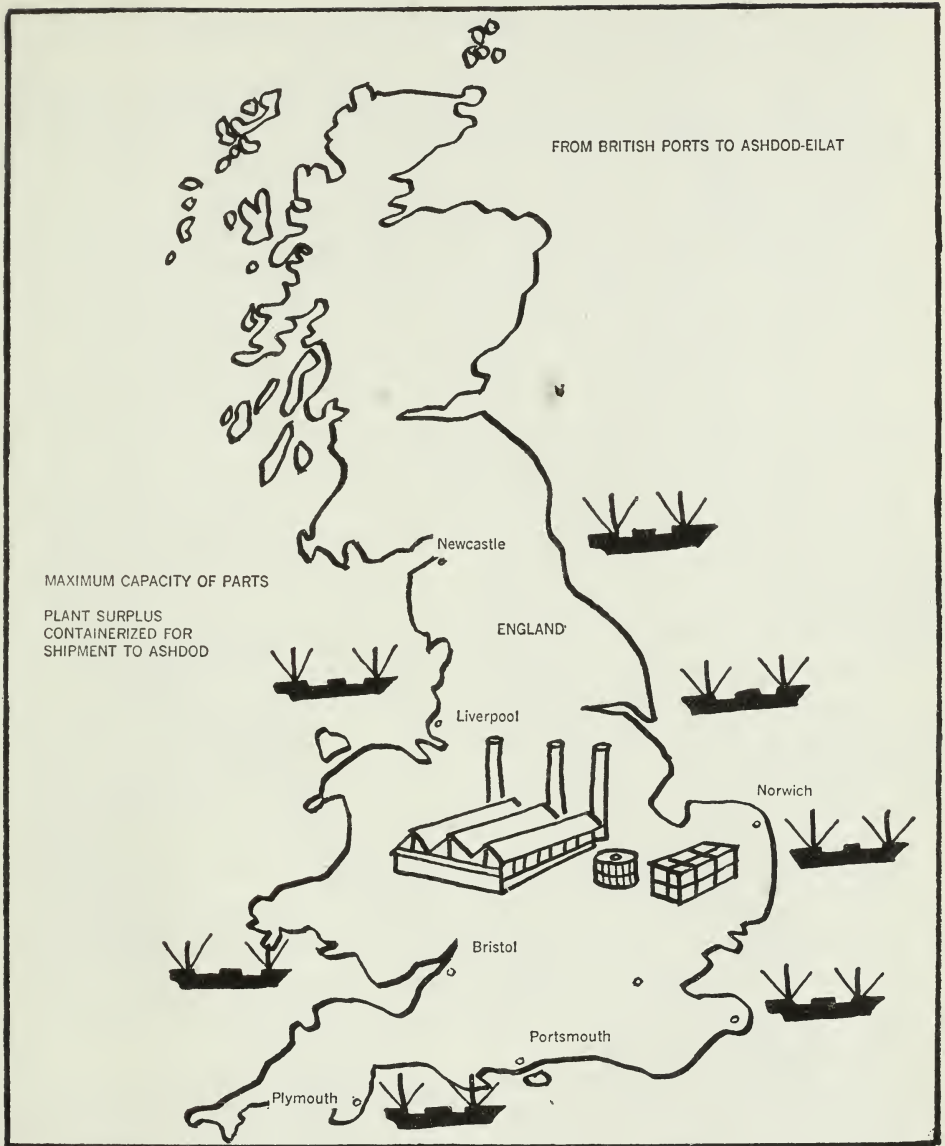 FROM BRITISH PORTS TO ASHDOD-EILAT
Newcastle
MAXIMUM CAPACITY OF PARTS
PLANT SURPLUS
CONTAINERIZED FOR
SHIPMENT TO ASHDOD
ENGLAND
Liverpool
Norwich
Bristol
Portsmouth
Plymouth